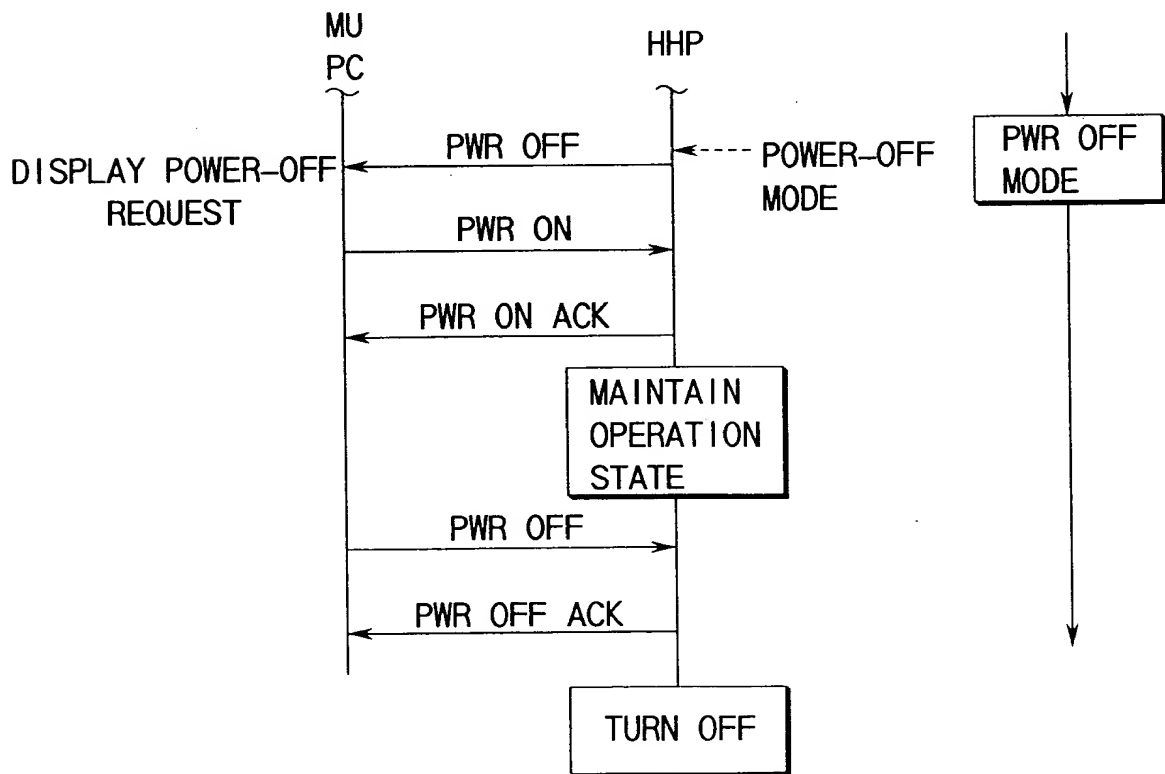 MU
PC
HHP
PWR OFF
DISPLAY POWER-OFF
REQUEST
POWER-OFF
MODE
PWR OFF
MODE
PWR ON
PWR ON ACK
MAINTAIN
OPERATION
STATE
PWR OFF
PWR OFF ACK
TURN OFF